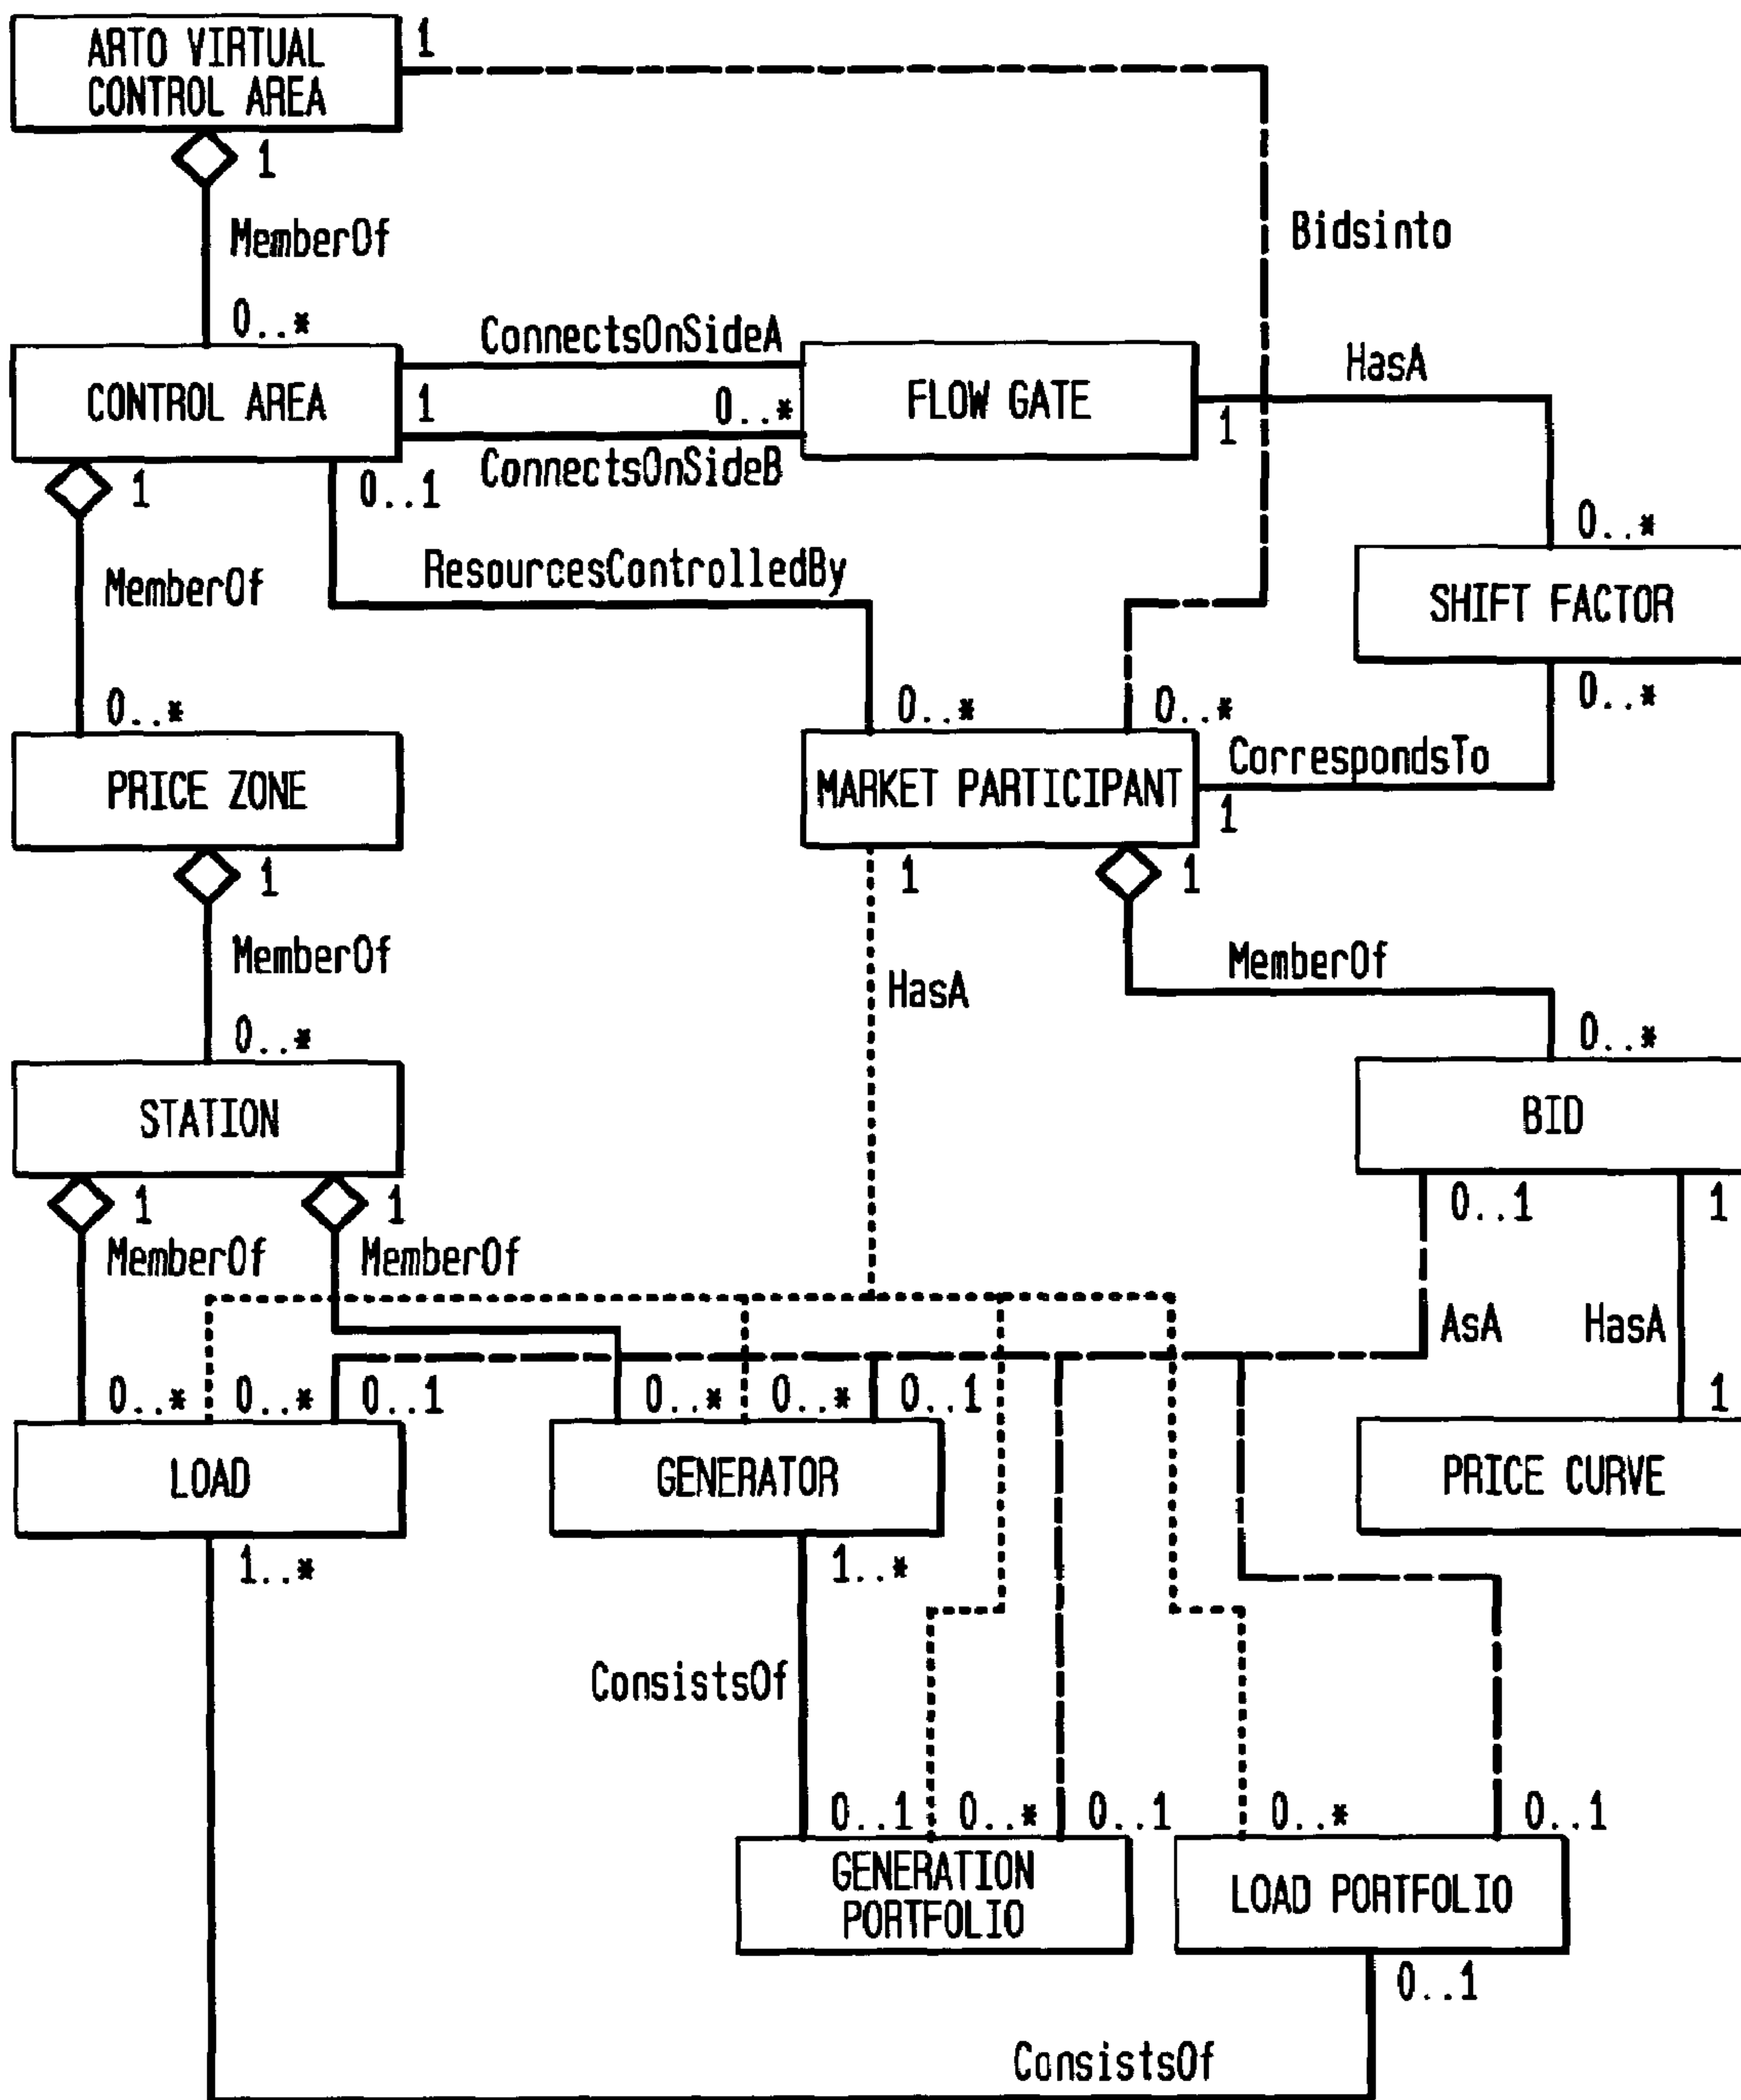 ARTO VIRTUAL
CONTROL AREA
1
1
MemberOf
Bidsinto
0..*
ConnectsOnSideA
HasA
CONTROL AREA
1
0..*
FLOW GATE
1
ConnectsOnSideB
1
0..1
0..*
MemberOf
ResourcesControlledBy
SHIFT FACTOR
0..*
0..*
0..*
0..*
PRICE ZONE
MARKET PARTICIPANT
CorrespondsTo
1
1
1
1
MemberOf
HasA
MemberOf
0..*
0..*
STATION
BID
1
1
0..1
1
MemberOf
MemberOf
AsA
HasA
0..*
0..*
0..1
0..*
0..*
0..1
1
LOAD
GENERATOR
PRICE CURVE
1..*
1..*
ConsistsOf
0..1
0..*
0..1
0..*
0..1
GENERATION
PORTFOLIO
LOAD PORTFOLIO
0..1
ConsistsOf